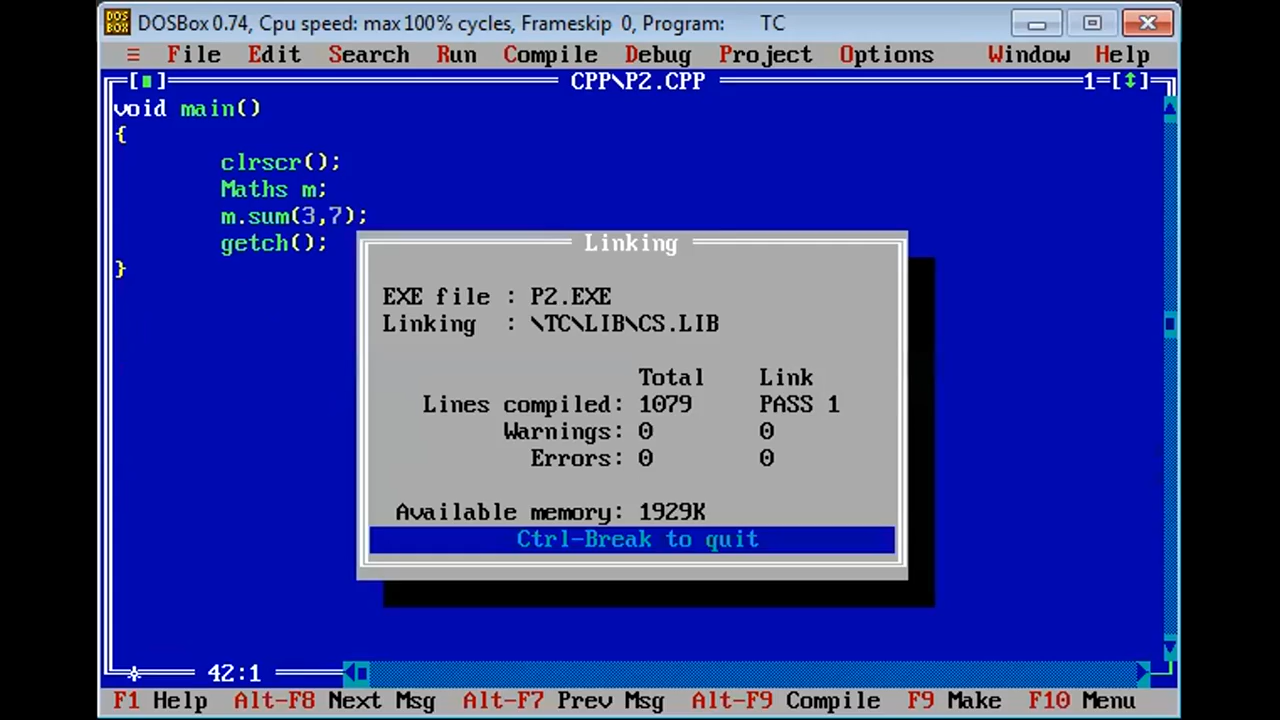 DOSBox 0.74, Cpu speed: max 100% cycles, Frameskip 0, Program: TC
≡ File Edit Search Run Compile Debug Project Options Window Help
[■] CPP\P2.CPP 1=[↕]
void main()
{
clrscr();
Maths m;
m.sum(3,7);
getch();
}
Linking
EXE file : P2.EXE
Linking : \TC\LIB\CS.LIB
Total Link
Lines compiled: 1079 PASS 1
Warnings: 0 0
Errors: 0 0
Available memory: 1929K
Ctrl-Break to quit
42:1
F1 Help Alt-F8 Next Msg Alt-F7 Prev Msg Alt-F9 Compile F9 Make F10 Menu